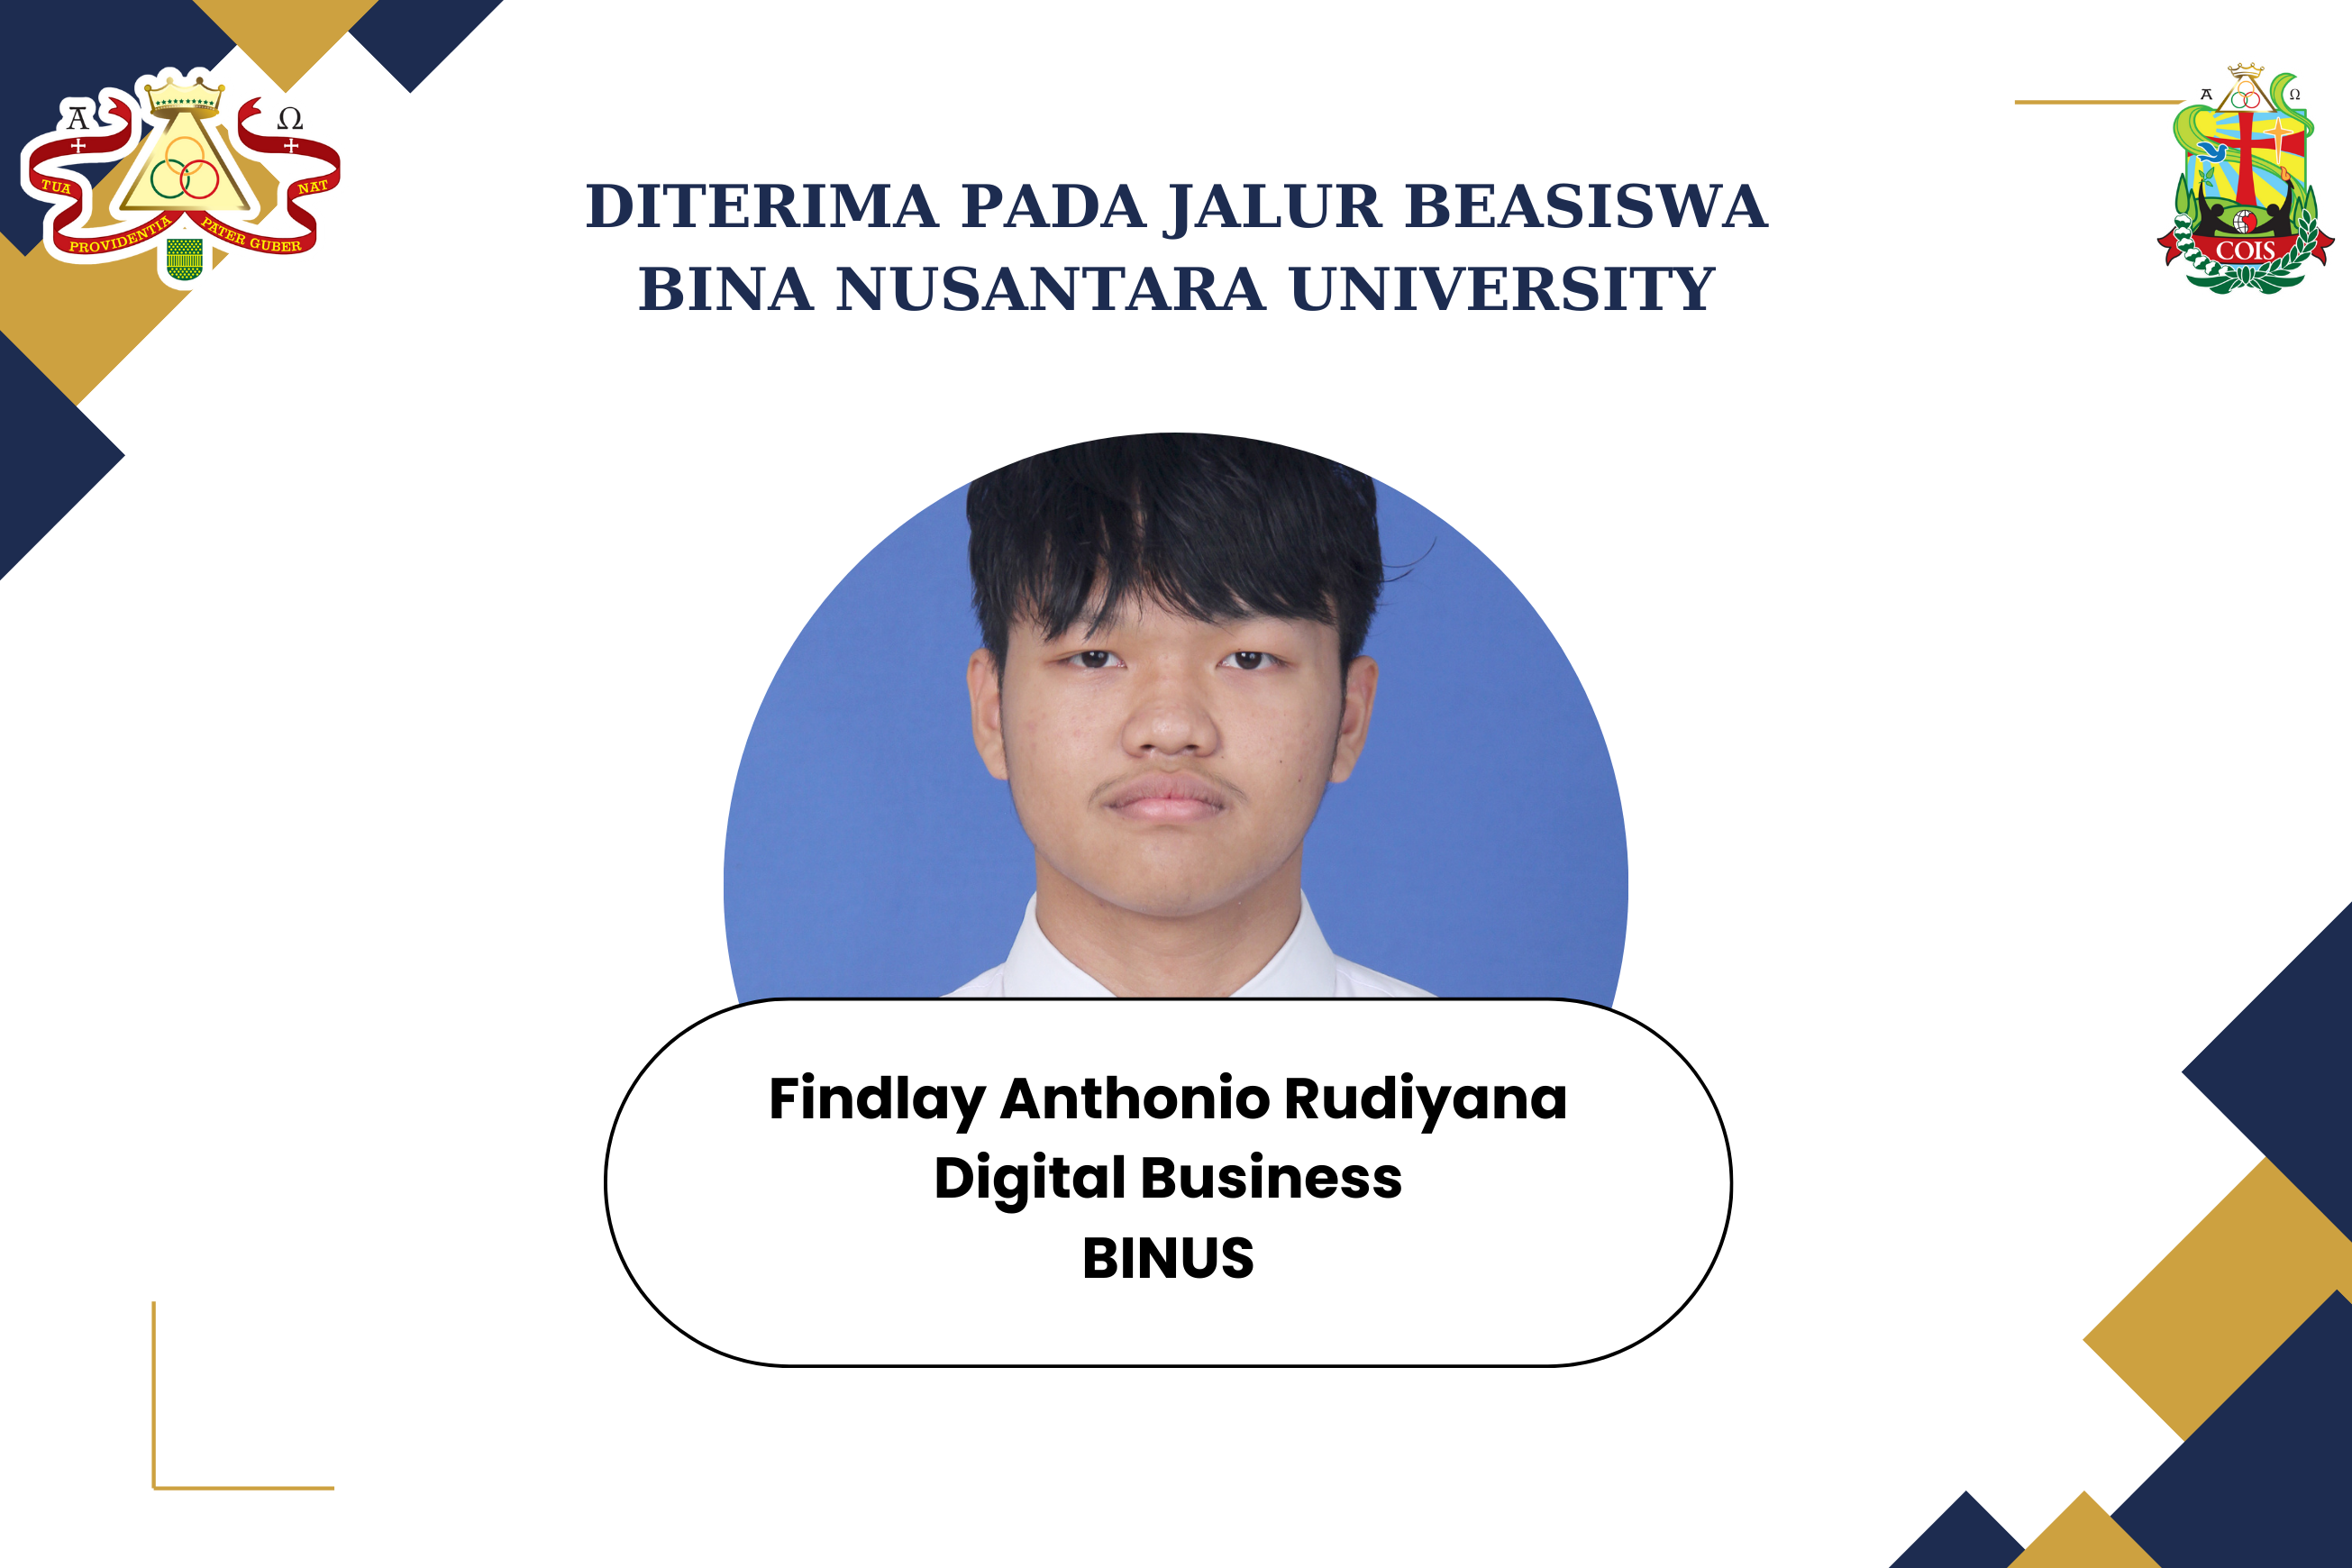 Α Ω
TUA NAT
PROVIDENTIA PATER GUBER
Α Ω
COIS
DITERIMA PADA JALUR BEASISWA
BINA NUSANTARA UNIVERSITY
Findlay Anthonio Rudiyana
Digital Business
BINUS